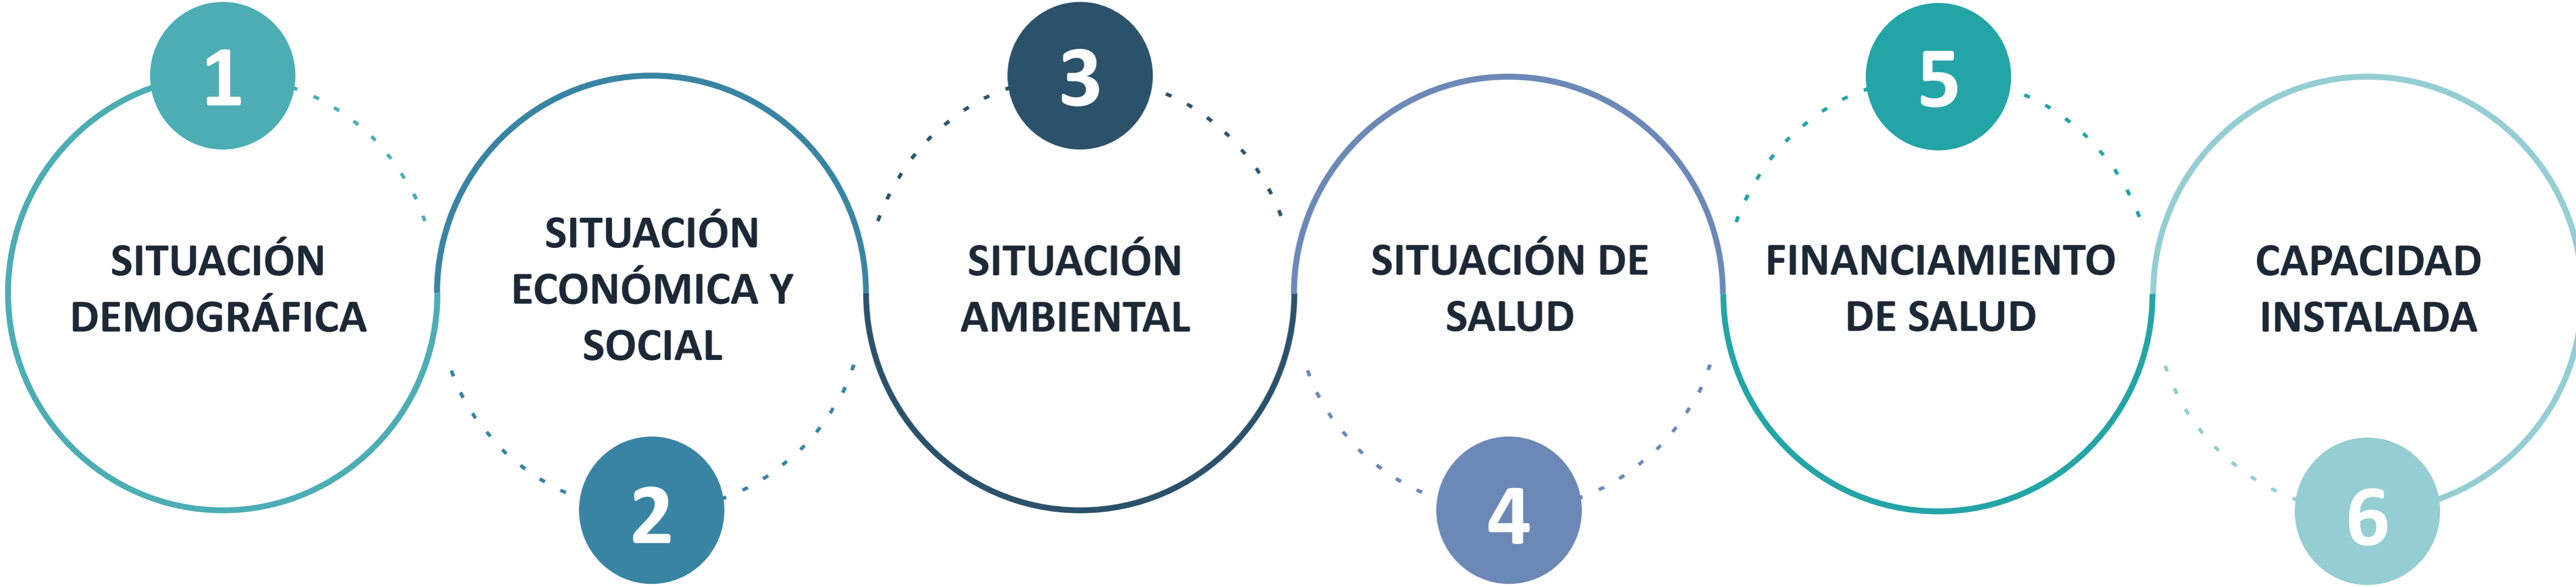 1
SITUACIÓN
DEMOGRÁFICA
2
SITUACIÓN
ECONÓMICA Y
SOCIAL
3
SITUACIÓN
AMBIENTAL
4
SITUACIÓN DE
SALUD
5
FINANCIAMIENTO
DE SALUD
6
CAPACIDAD
INSTALADA